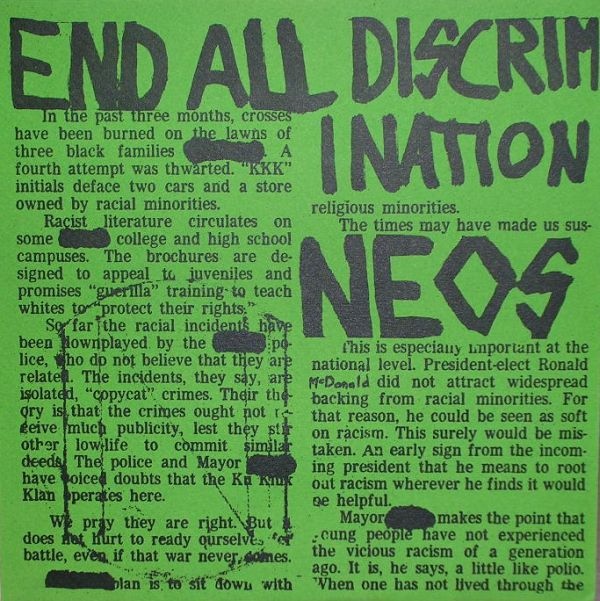 END ALL DISCRIM
INATION
In the past three months, crosses
have been burned on the lawns of
three black families A
fourth attempt was thwarted. "KKK"
initials deface two cars and a store
owned by racial minorities.
Racist literature circulates on
some college and high school
campuses. The brochures are de-
signed to appeal to juveniles and
promises "guerilla" training to teach
whites to "protect their rights."
So far the racial incidents have
been downplayed by the po-
lice, who do not believe that they are
related. The incidents, they say, are
isolated, "copycat" crimes. Their the-
ory is that the crimes ought not re-
ceive much publicity, lest they stir
other low-life to commit similar
deeds. The police and Mayor
have voiced doubts that the Ku Klux
Klan operates here.
We pray they are right. But it
does not hurt to ready ourselves for
battle, even if that war never comes.
plan is to sit down with
religious minorities.
The times may have made us sus-
NEOS
This is especially important at the
national level. President-elect Ronald
McDonald did not attract widespread
backing from racial minorities. For
that reason, he could be seen as soft
on racism. This surely would be mis-
taken. An early sign from the incom-
ing president that he means to root
out racism wherever he finds it would
be helpful.
Mayor makes the point that
young people have not experienced
the vicious racism of a generation
ago. It is, he says, a little like polio.
When one has not lived through the